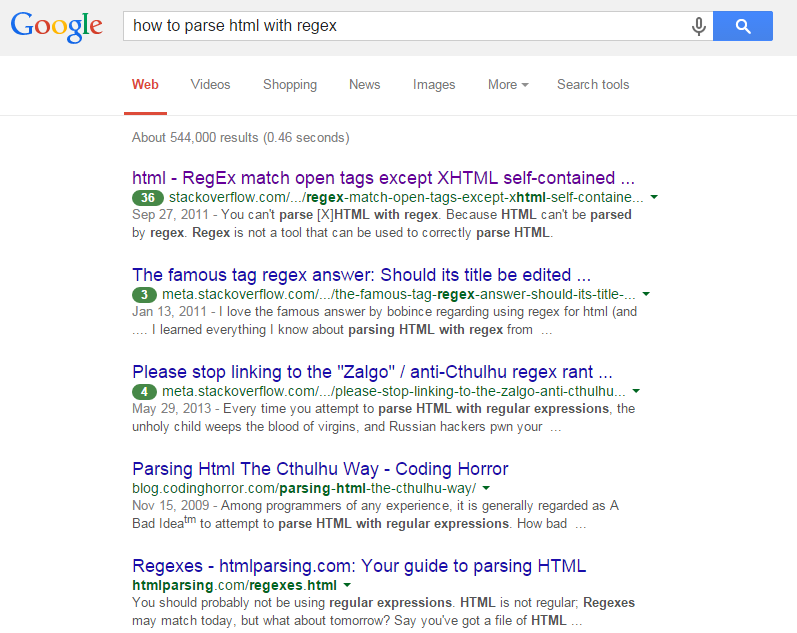 Google how to parse html with regex
Web Videos Shopping News Images More Search tools
About 544,000 results (0.46 seconds)
html - RegEx match open tags except XHTML self-contained ...
36 stackoverflow.com/.../regex-match-open-tags-except-xhtml-self-containe...
Sep 27, 2011 - You can't parse [X]HTML with regex. Because HTML can't be parsed
by regex. Regex is not a tool that can be used to correctly parse HTML.
The famous tag regex answer: Should its title be edited ...
3 meta.stackoverflow.com/.../the-famous-tag-regex-answer-should-its-title-...
Jan 13, 2011 - I love the famous answer by bobince regarding using regex for html (and
.... I learned everything I know about parsing HTML with regex from ...
Please stop linking to the "Zalgo" / anti-Cthulhu regex rant ...
4 meta.stackoverflow.com/.../please-stop-linking-to-the-zalgo-anti-cthulhu...
May 29, 2013 - Every time you attempt to parse HTML with regular expressions, the
unholy child weeps the blood of virgins, and Russian hackers pwn your ...
Parsing Html The Cthulhu Way - Coding Horror
blog.codinghorror.com/parsing-html-the-cthulhu-way/
Nov 15, 2009 - Among programmers of any experience, it is generally regarded as A
Bad Ideatm to attempt to parse HTML with regular expressions. How bad ...
Regexes - htmlparsing.com: Your guide to parsing HTML
htmlparsing.com/regexes.html
You should probably not be using regular expressions. HTML is not regular; Regexes
may match today, but what about tomorrow? Say you've got a file of HTML ...